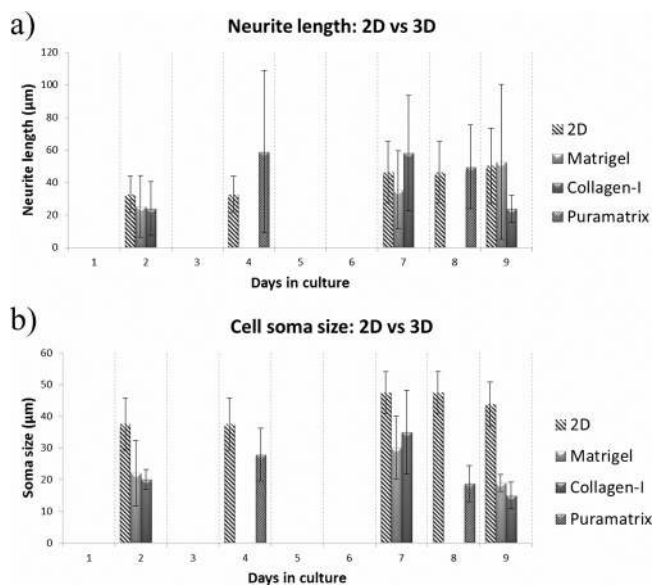 a)
Neurite length: 2D vs 3D
Neurite length (µm)
120
100
80
60
40
20
0
1 2 3 4 5 6 7 8 9
Days in culture
2D
Matrigel
Collagen-I
Puramatrix
b)
Cell soma size: 2D vs 3D
Soma size (µm)
60
50
40
30
20
10
0
1 2 3 4 5 6 7 8 9
Days in culture
2D
Matrigel
Collagen-I
Puramatrix